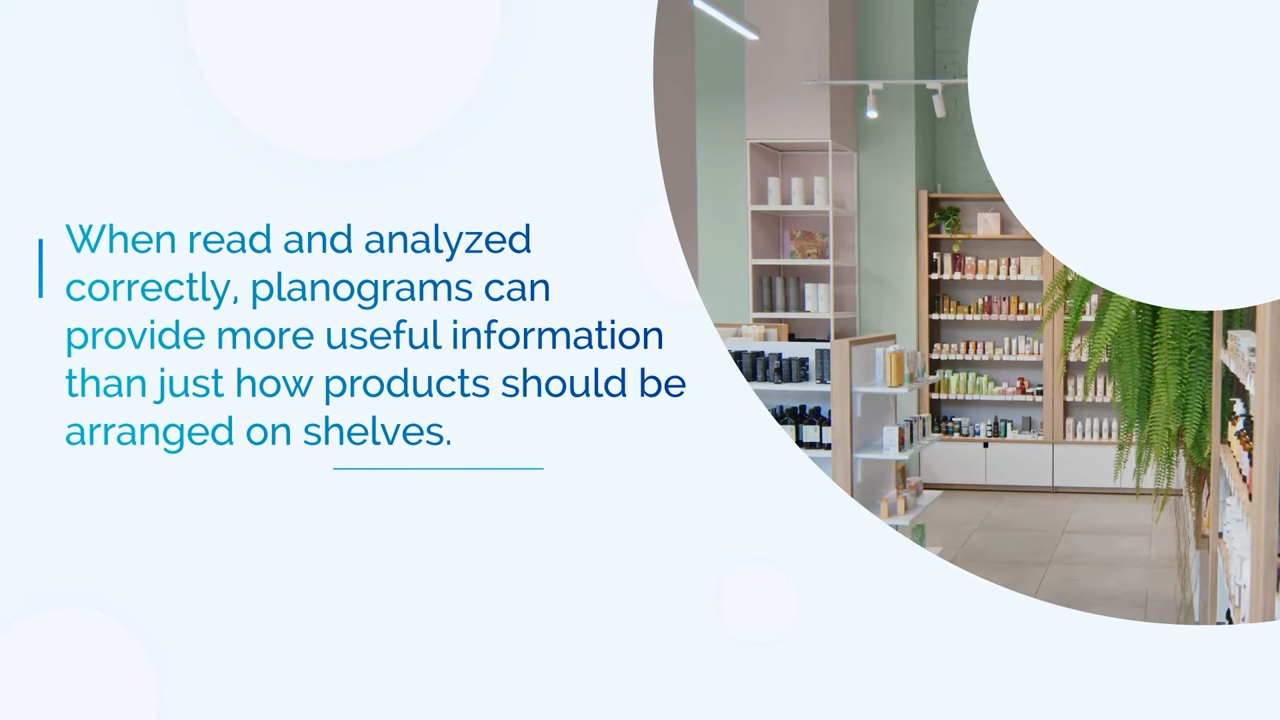 When read and analyzed
correctly, planograms can
provide more useful information
than just how products should be
arranged on shelves.